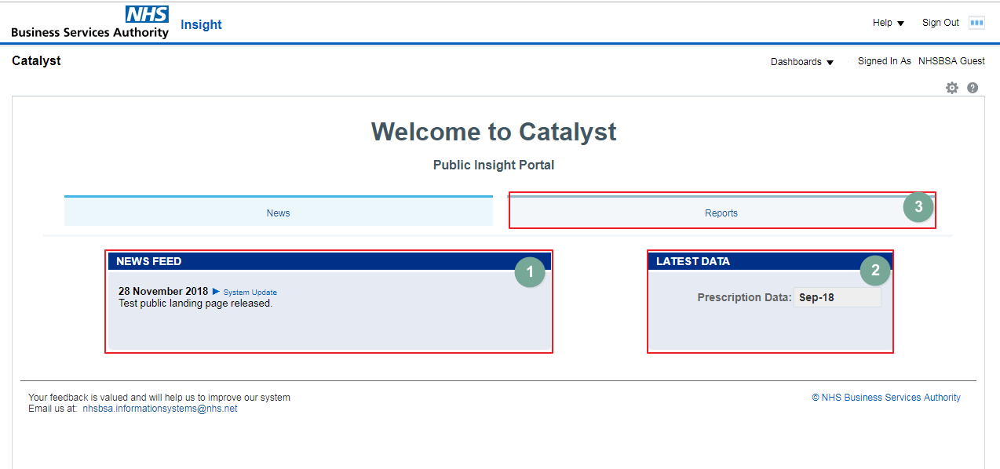 NHS
Business Services Authority
Insight
Help
Sign Out
Catalyst
Dashboards
Signed In As NHSBSA Guest
Welcome to Catalyst
Public Insight Portal
News
Reports
3
NEWS FEED
1
28 November 2018 System Update
Test public landing page released.
LATEST DATA
2
Prescription Data: Sep-18
Your feedback is valued and will help us to improve our system
Email us at: nhsbsa.informationsystems@nhs.net
© NHS Business Services Authority